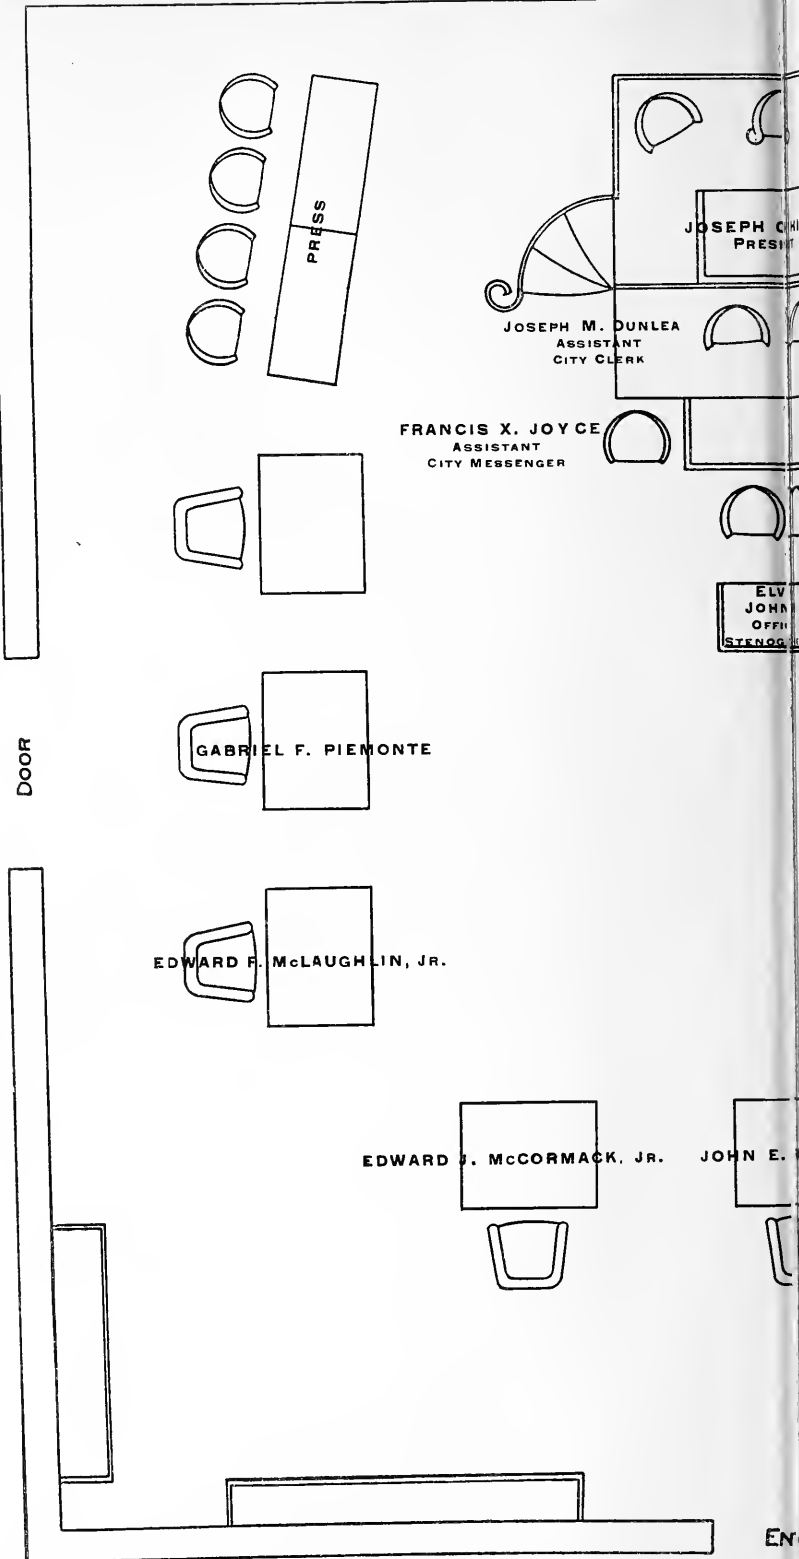 PRESS
JOSEPH
JOSEPH M. DUNLEA
ASSISTANT
CITY CLERK
FRANCIS X. JOYCE
ASSISTANT
CITY MESSENGER
DOOR
GABRIEL F. PIEMONTE
EDWARD F. McLAUGHLIN, JR.
EDWARD J. McCORMACK, JR.
JOHN E.